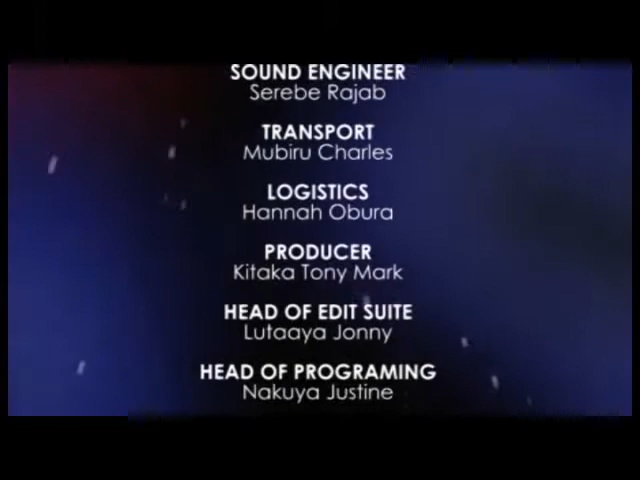 SOUND ENGINEER
Serebe Rajab
TRANSPORT
Mubiru Charles
LOGISTICS
Hannah Obura
PRODUCER
Kitaka Tony Mark
HEAD OF EDIT SUITE
Lutaaya Jonny
HEAD OF PROGRAMING
Nakuya Justine